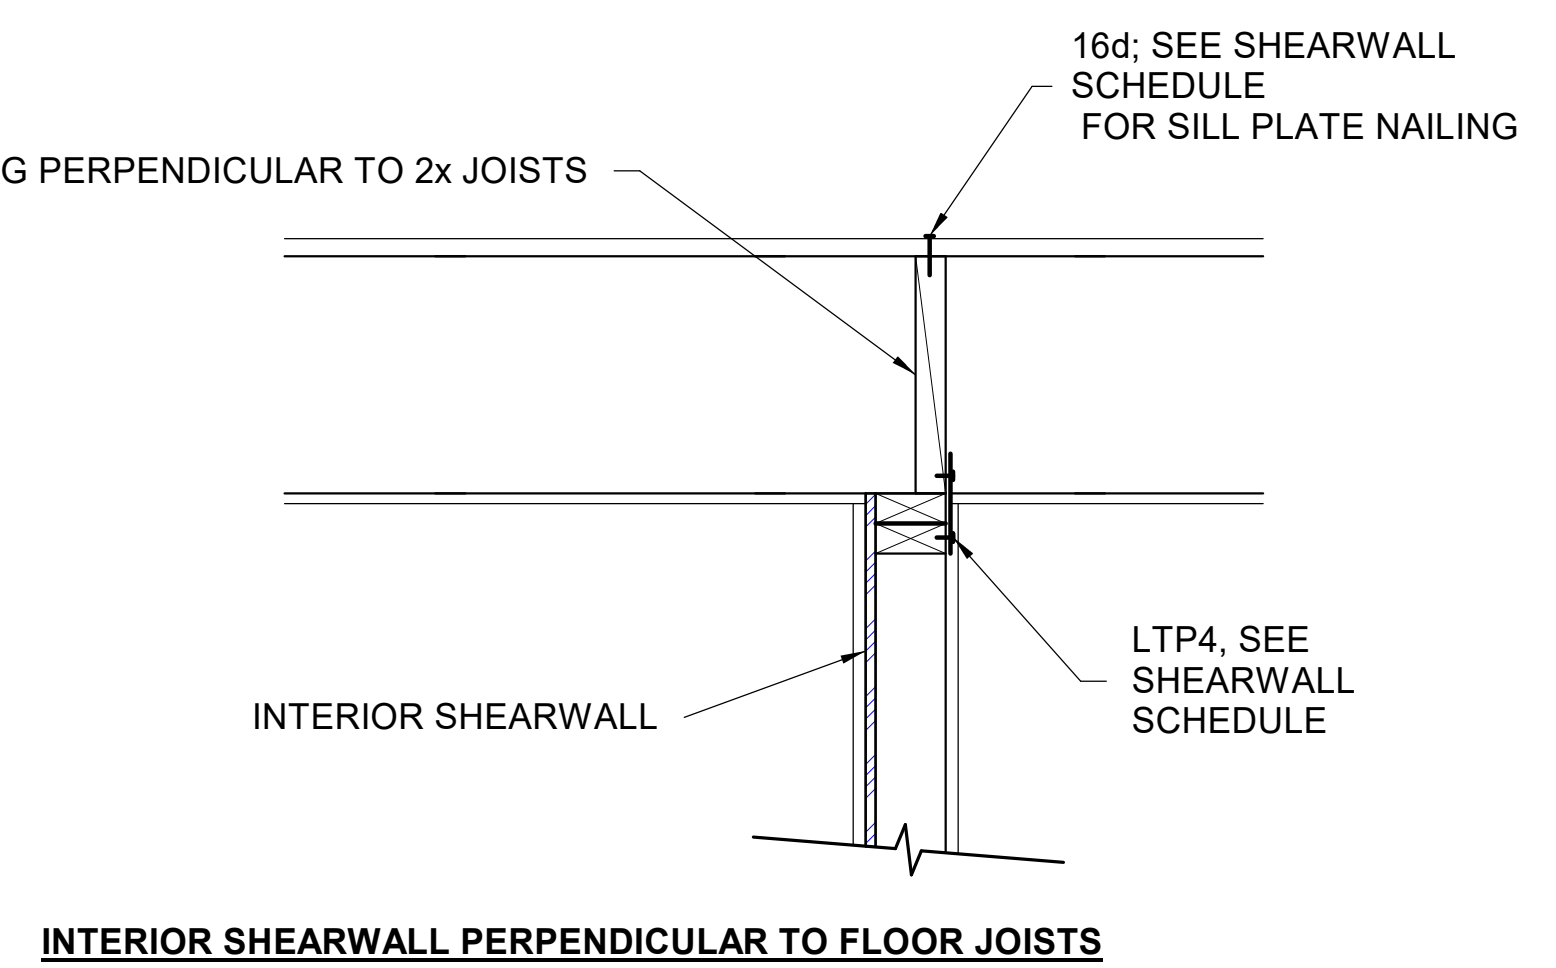 16d; SEE SHEARWALL
SCHEDULE
FOR SILL PLATE NAILING
G PERPENDICULAR TO 2x JOISTS
LTP4, SEE
SHEARWALL
SCHEDULE
INTERIOR SHEARWALL
INTERIOR SHEARWALL PERPENDICULAR TO FLOOR JOISTS